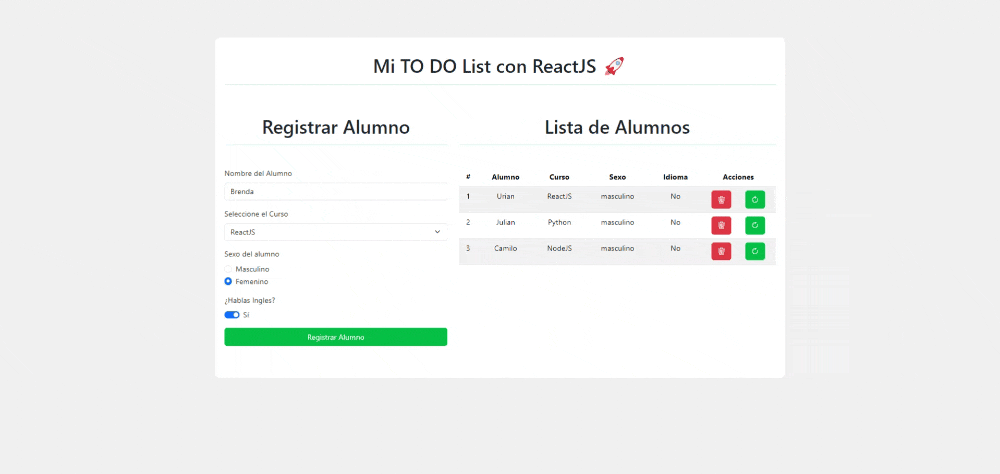 Mi TO DO List con ReactJS 🚀
Registrar Alumno
Nombre del Alumno
Brenda
Seleccione el Curso
ReactJS
Sexo del alumno
Masculino
Femenino
¿Hablas Ingles?
Sí
Registrar Alumno
Lista de Alumnos
# Alumno Curso Sexo Idioma Acciones
1 Urian ReactJS masculino No
2 Julian Python masculino No
3 Camilo NodeJS masculino No